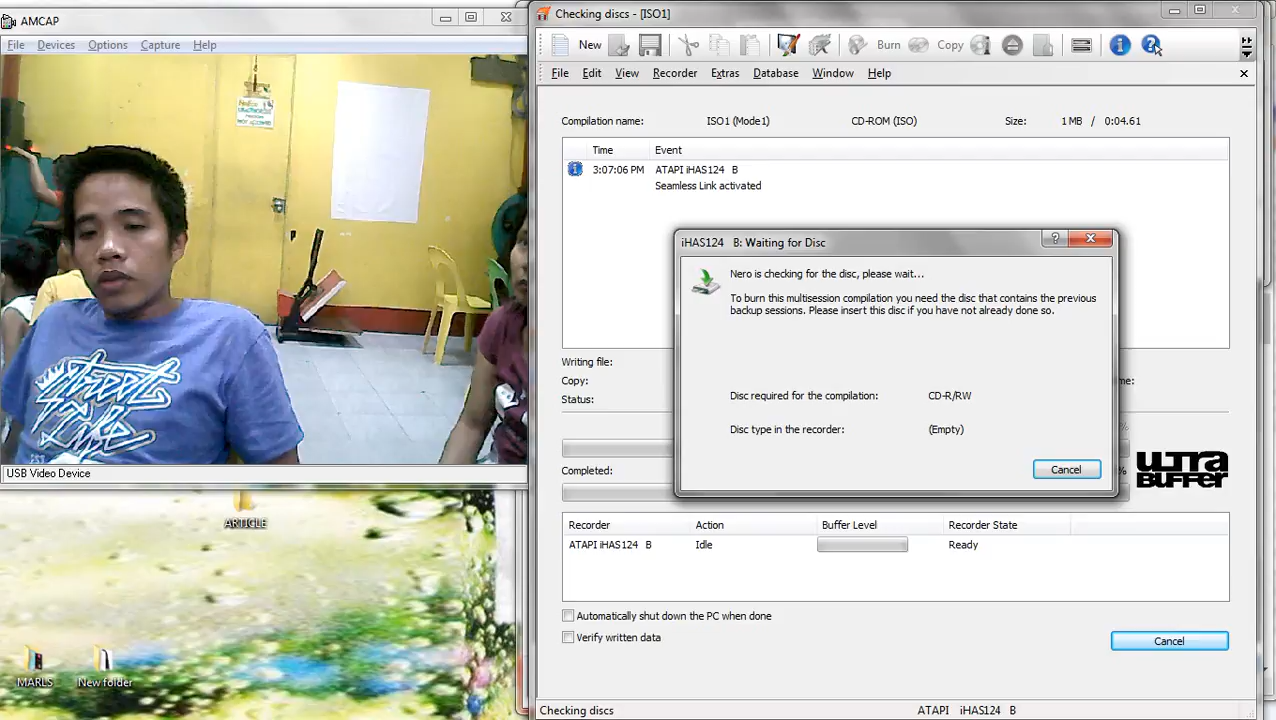 AMCAP
File Devices Options Capture Help
USB Video Device
ARTICLE
MARLS
New folder
Checking discs - [ISO1]
New Burn Copy
File Edit View Recorder Extras Database Window Help
Compilation name: ISO1 (Mode1) CD-ROM (ISO) Size: 1 MB / 0:04.61
Time Event
3:07:06 PM ATAPI iHAS124 B
Seamless Link activated
iHAS124 B: Waiting for Disc
Nero is checking for the disc, please wait...
To burn this multisession compilation you need the disc that contains the previous
backup sessions. Please insert this disc if you have not already done so.
Disc required for the compilation: CD-R/RW
Disc type in the recorder: (Empty)
Cancel
Writing file:
Copy:
Status:
Completed:
ULTRA
BUFFER
Recorder Action Buffer Level Recorder State
ATAPI iHAS124 B Idle Ready
Automatically shut down the PC when done
Verify written data
Cancel
Checking discs ATAPI iHAS124 B